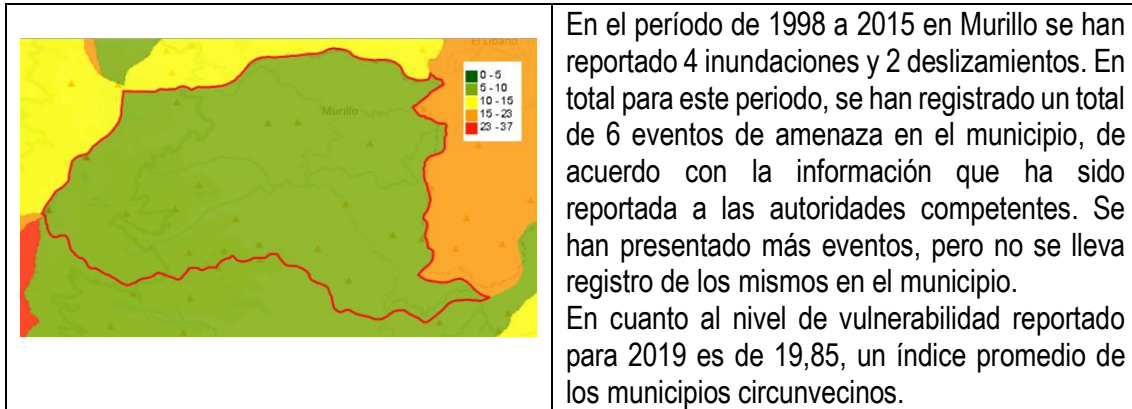 El Líbano
Murillo
0 - 5
5 - 10
10 - 15
15 - 23
23 - 37
En el período de 1998 a 2015 en Murillo se han
reportado 4 inundaciones y 2 deslizamientos. En
total para este periodo, se han registrado un total
de 6 eventos de amenaza en el municipio, de
acuerdo con la información que ha sido
reportada a las autoridades competentes. Se
han presentado más eventos, pero no se lleva
registro de los mismos en el municipio.
En cuanto al nivel de vulnerabilidad reportado
para 2019 es de 19,85, un índice promedio de
los municipios circunvecinos.